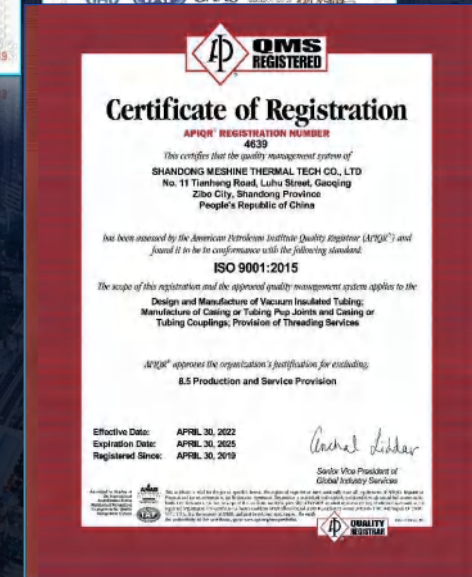 QMS
REGISTERED
Certificate of Registration
APIQR® REGISTRATION NUMBER
4639
This certifies that the quality management system of
SHANDONG MESHINE THERMAL TECH CO., LTD
No. 11 Tianheng Road, Luhu Street, Gaoqing
Zibo City, Shandong Province
People's Republic of China
has been assessed by the American Petroleum Institute Quality Registrar (APIQR®) and
found it to be in conformance with the following standard:
ISO 9001:2015
The scope of this registration and the approved quality management system applies to the
Design and Manufacture of Vacuum Insulated Tubing;
Manufacture of Casing or Tubing Pup Joints and Casing or
Tubing Couplings; Provision of Threading Services
APIQR® approves the organization's justification for excluding:
8.5 Production and Service Provision
Effective Date: APRIL 30, 2022
Expiration Date: APRIL 30, 2025
Registered Since: APRIL 30, 2019
Senior Vice President of
Global Industry Services
QUALITY
REGISTRAR